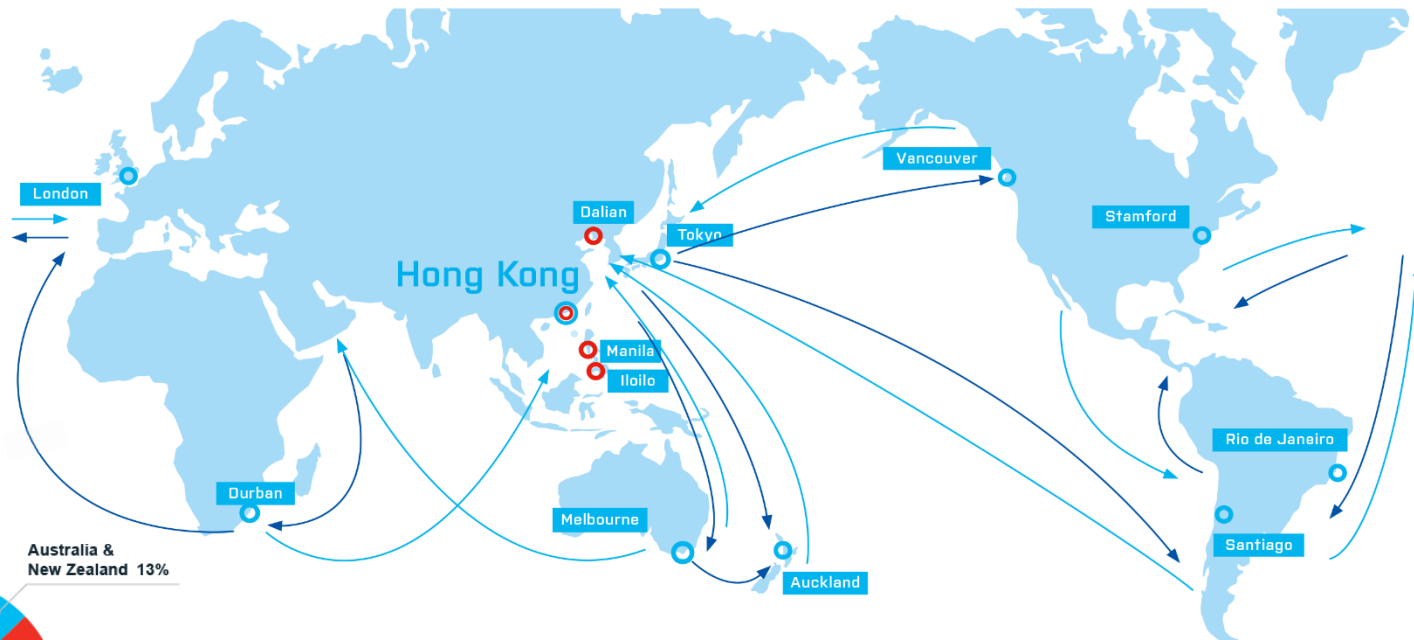 Vancouver
London
Dalian
Stamford
Tokyo
Hong Kong
Manila
Iloilo
Rio de Janeiro
Durban
Melbourne
Santiago
Australia &
New Zealand 13%
Auckland